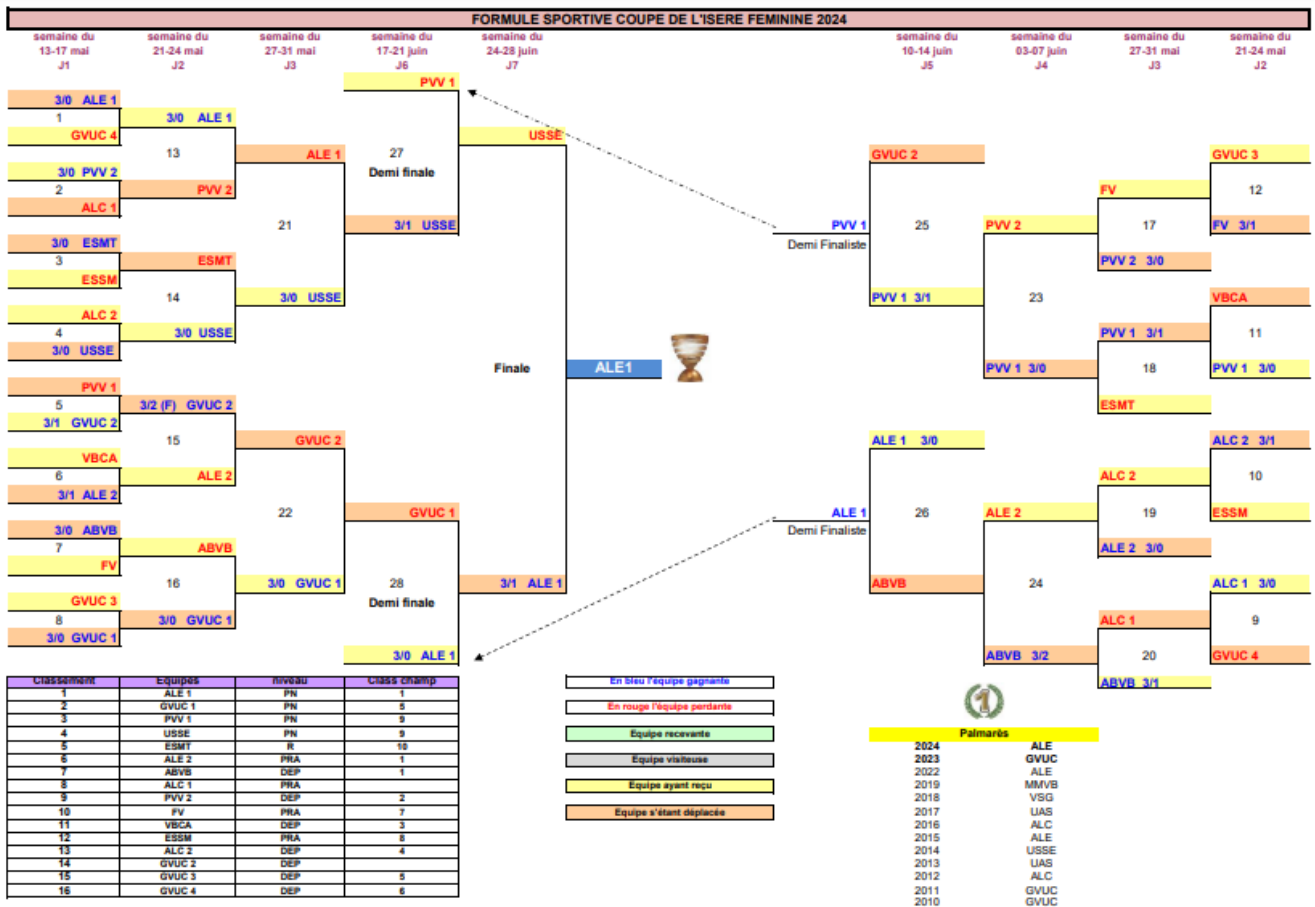 FORMULE SPORTIVE COUPE DE L'ISERE FEMININE 2024
semaine du semaine du semaine du semaine du semaine du semaine du semaine du semaine du semaine du
13-17 mai 21-24 mai 27-31 mai 17-21 juin 24-28 juin 10-14 juin 03-07 juin 27-31 mai 21-24 mai
J1 J2 J3 J6 J7 J5 J4 J3 J2
PVV 1
3/0 ALE 1
1 3/0 ALE 1
GVUC 4 USSE
13 ALE 1 27 GVUC 2 GVUC 3
3/0 PVV 2 Demi finale
2 PVV 2 FV 12
ALC 1
21 3/1 USSE PVV 1 25 PVV 2 17 FV 3/1
3/0 ESMT Demi Finaliste
3 ESMT PVV 2 3/0
ESSM
14 3/0 USSE PVV 1 3/1 23 VBCA
ALC 2
4 3/0 USSE PVV 1 3/1 11
3/0 USSE
Finale ALE1 PVV 1 3/0 18 PVV 1 3/0
PVV 1
5 3/2 (F) GVUC 2 ESMT
3/1 GVUC 2
15 GVUC 2 ALE 1 3/0 ALC 2 3/1
VBCA
6 ALE 2 ALC 2 10
3/1 ALE 2
22 GVUC 1 ALE 1 26 ALE 2 19 ESSM
3/0 ABVB Demi Finaliste
7 ABVB ALE 2 3/0
FV
16 3/0 GVUC 1 28 3/1 ALE 1 ABVB 24 ALC 1 3/0
GVUC 3 Demi finale
8 3/0 GVUC 1 ALC 1 9
3/0 GVUC 1
3/0 ALE 1 ABVB 3/2 20 GVUC 4
ABVB 3/1
Classement Equipes niveau Class champ
1 ALE 1 PN 1
2 GVUC 1 PN 5
3 PVV 1 PN 9
4 USSE PN 9
5 ESMT R 10
6 ALE 2 PRA 1
7 ABVB DEP 1
8 ALC 1 PRA
9 PVV 2 DEP 2
10 FV PRA 7
11 VBCA DEP 3
12 ESSM PRA 8
13 ALC 2 DEP 4
14 GVUC 2 DEP
15 GVUC 3 DEP 5
16 GVUC 4 DEP 6
En bleu l'équipe gagnante
En rouge l'équipe perdante
Equipe recevante
Equipe visiteuse
Equipe ayant reçu
Equipe s'étant déplacée
1
Palmarès
2024 ALE
2023 GVUC
2022 ALE
2019 MMVB
2018 VSG
2017 UAS
2016 ALC
2015 ALE
2014 USSE
2013 UAS
2012 ALC
2011 GVUC
2010 GVUC